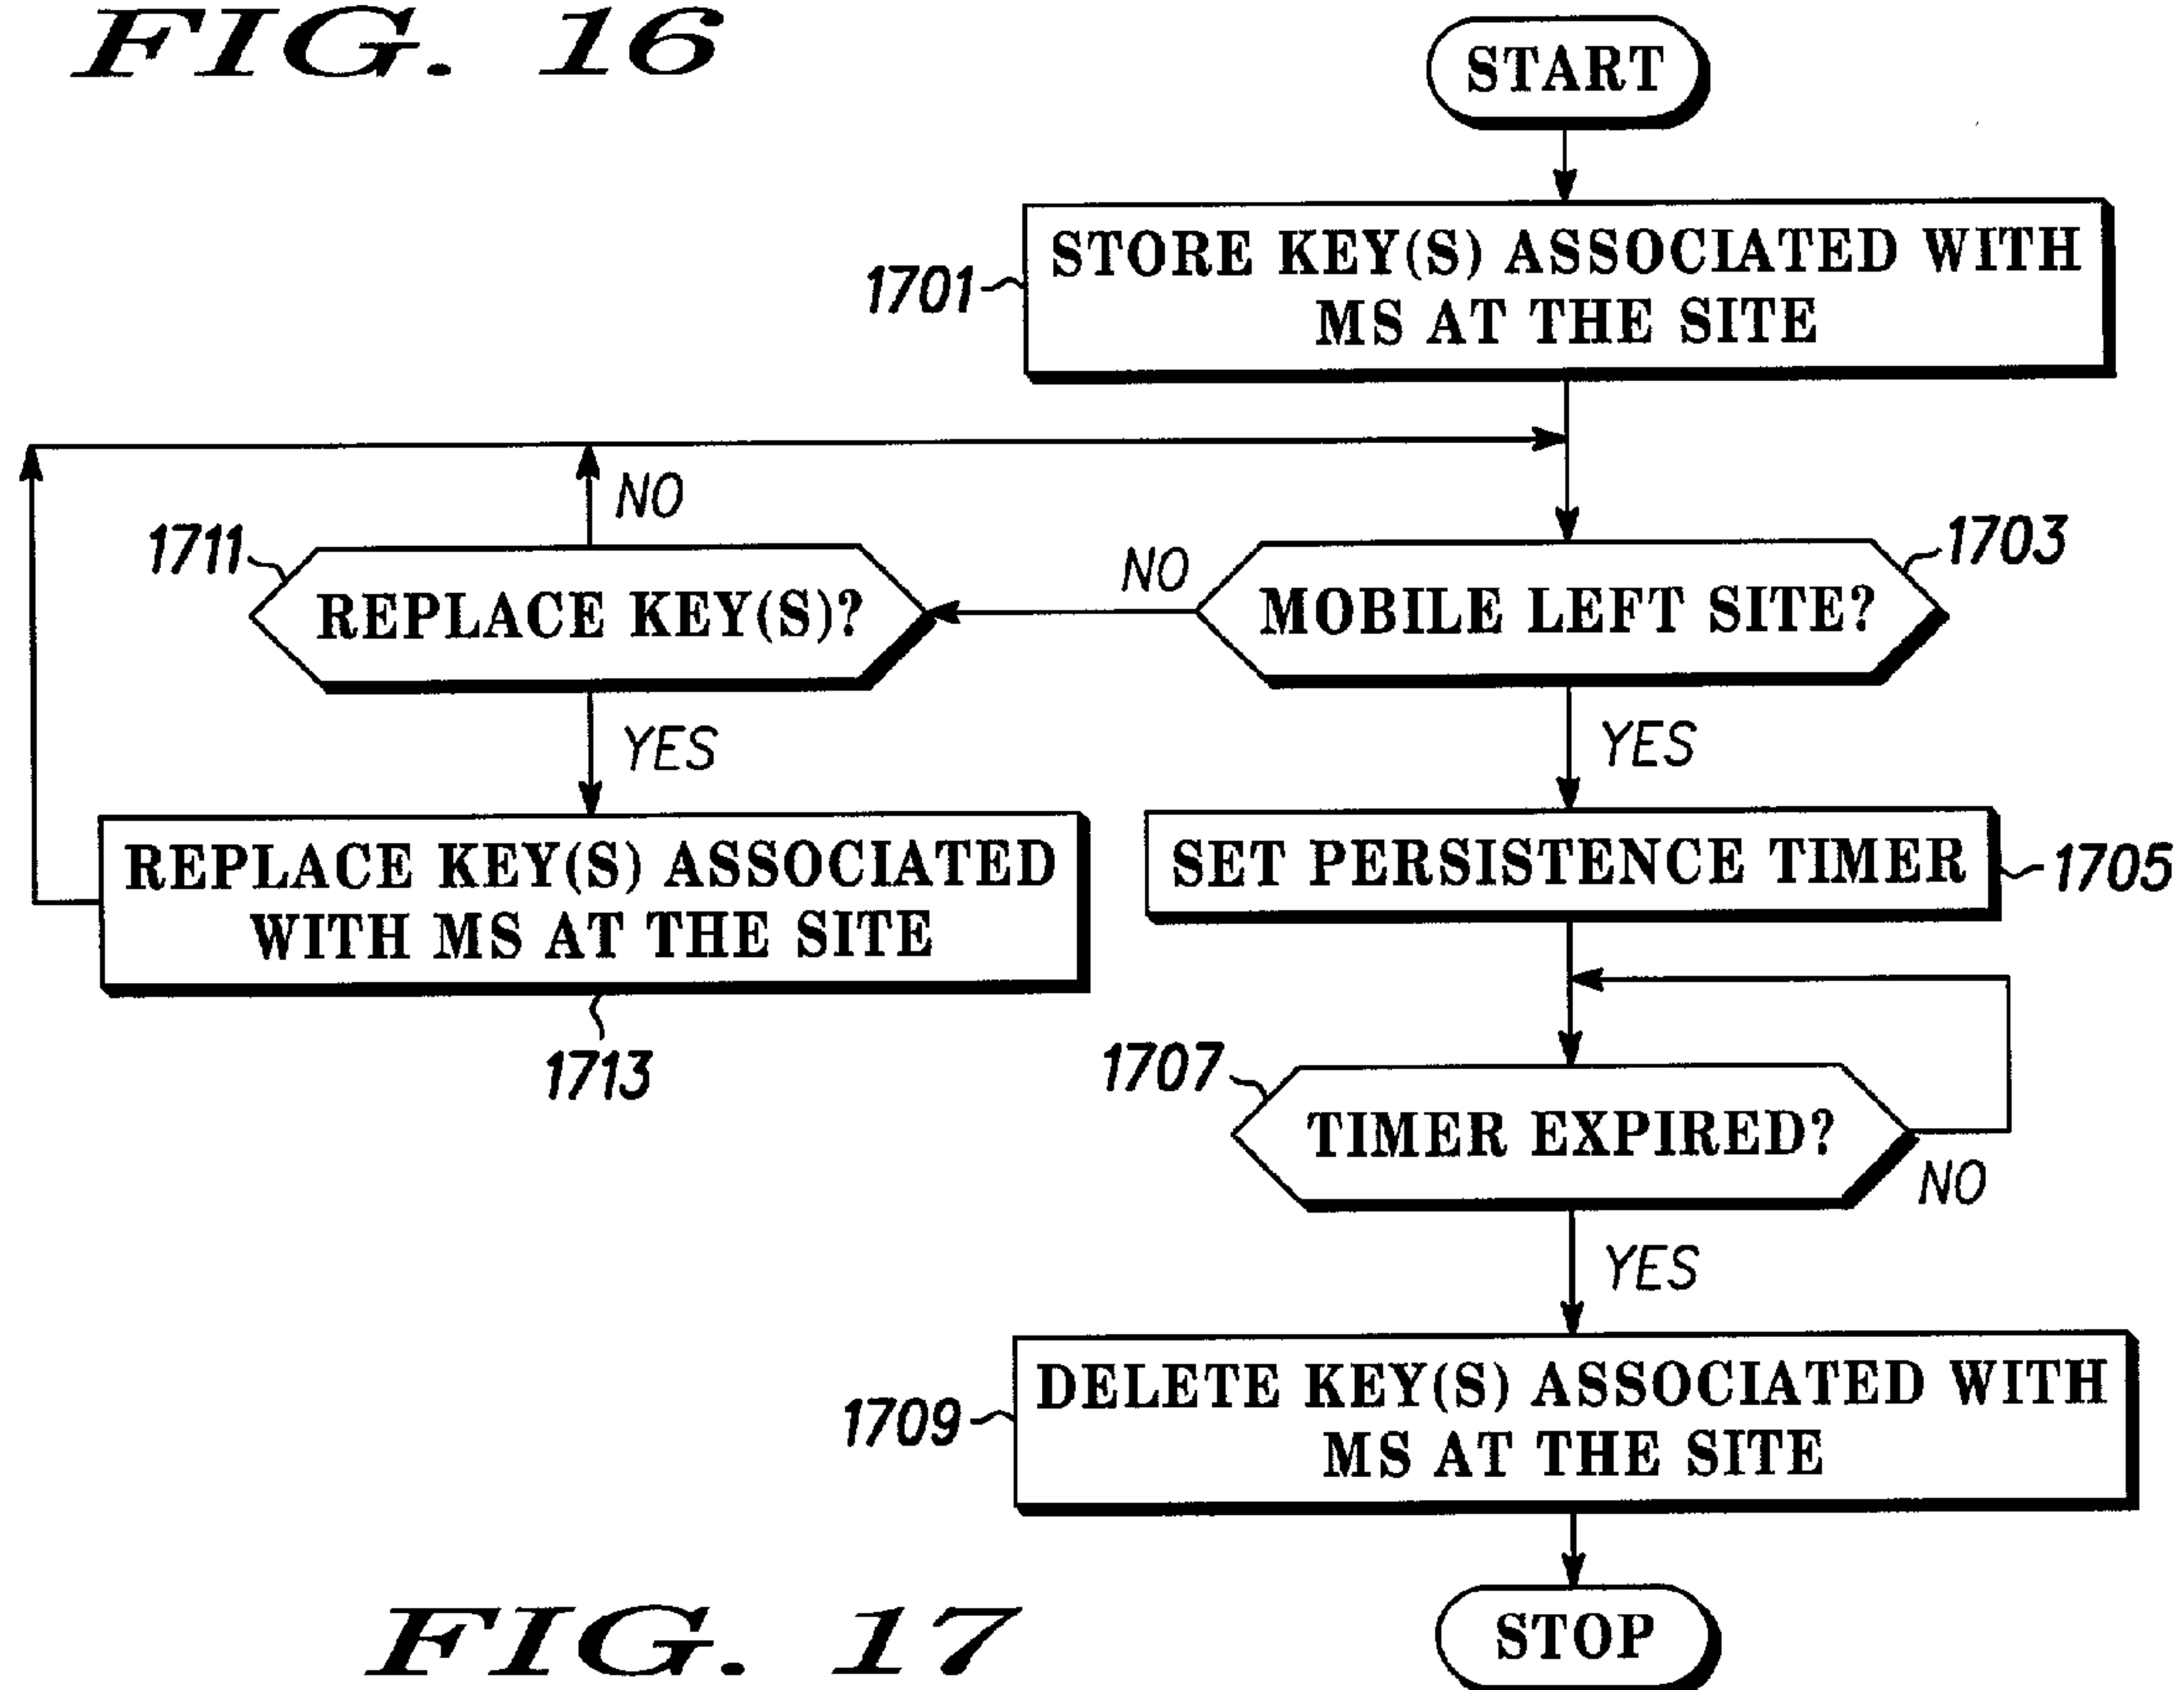 FIG. 16
START
1701
STORE KEY(S) ASSOCIATED WITH
MS AT THE SITE
NO
1711
REPLACE KEY(S)?
NO
MOBILE LEFT SITE?
1703
YES
YES
REPLACE KEY(S) ASSOCIATED
WITH MS AT THE SITE
1713
SET PERSISTENCE TIMER
1705
1707
TIMER EXPIRED?
NO
YES
1709
DELETE KEY(S) ASSOCIATED WITH
MS AT THE SITE
STOP
FIG. 17